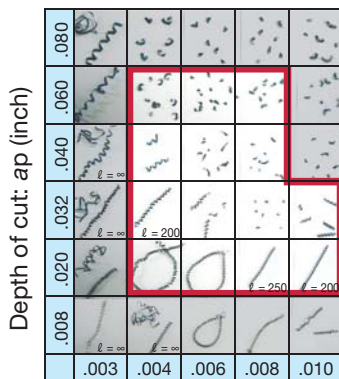 Depth of cut: ap (inch)
.080
.060
.040
ℓ = ∞
.032
ℓ = ∞
ℓ = 200
.020
ℓ = 250
ℓ = 200
.008
ℓ = ∞
ℓ = ∞
.003 .004 .006 .008 .010